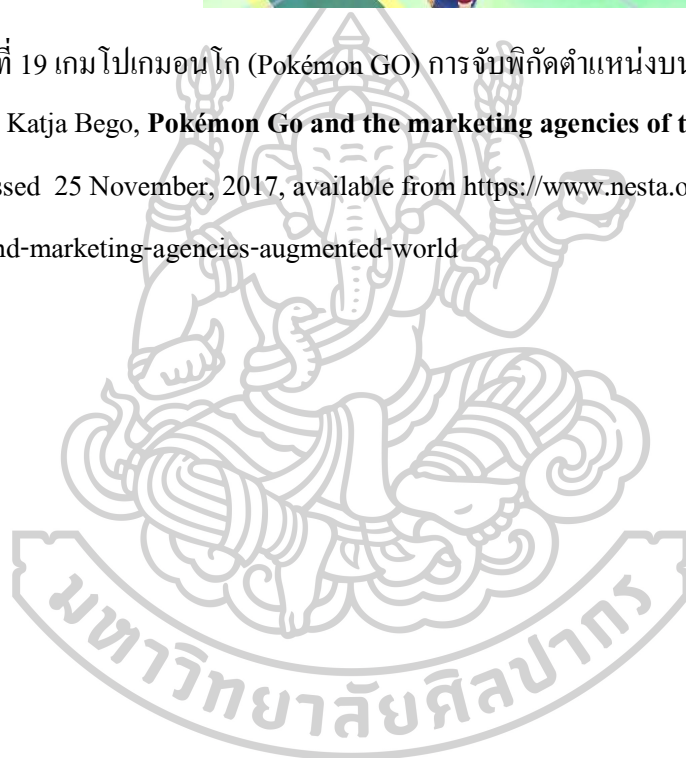 ที่ 19 เกมโปเกมอนโก (Pokémon GO) การจับพิกัดตำแหน่งบน
Katja Bego, Pokémon Go and the marketing agencies of t
ssed 25 November, 2017, available from https://www.nesta.o
nd-marketing-agencies-augmented-world
มหาวิทยาลัยศิลปากร